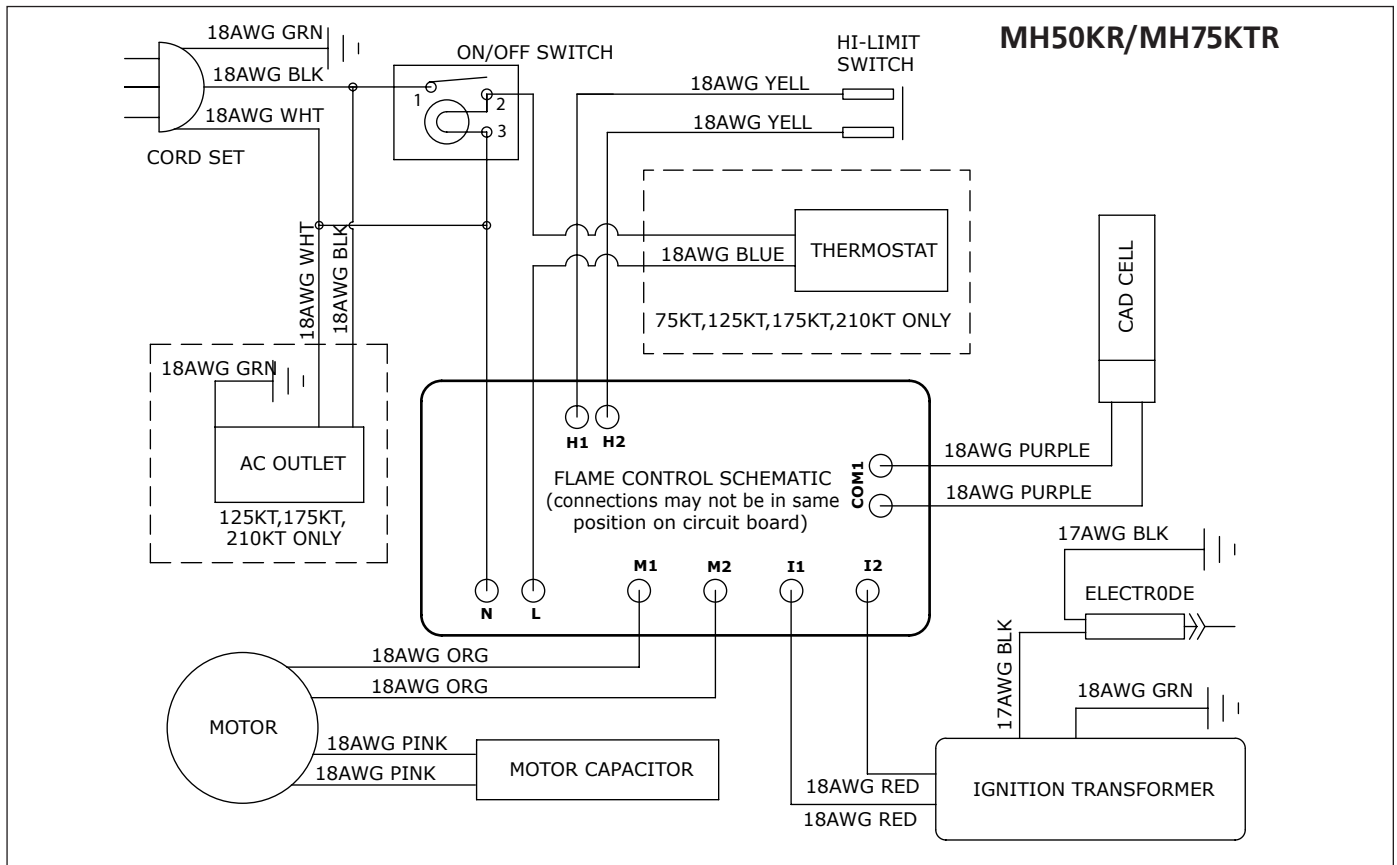 MH50KR/MH75KTR
18AWG GRN
ON/OFF SWITCH
HI-LIMIT
SWITCH
18AWG BLK
1
2
3
18AWG YELL
18AWG WHT
18AWG YELL
CORD SET
18AWG WHT
18AWG BLK
18AWG BLUE
THERMOSTAT
75KT,125KT,175KT,210KT ONLY
CAD CELL
18AWG GRN
AC OUTLET
125KT,175KT,
210KT ONLY
H1
H2
FLAME CONTROL SCHEMATIC
(connections may not be in same
position on circuit board)
COM1
18AWG PURPLE
18AWG PURPLE
M1
M2
I1
I2
N
L
17AWG BLK
ELECTR0DE
17AWG BLK
18AWG GRN
18AWG ORG
18AWG ORG
MOTOR
18AWG PINK
18AWG PINK
MOTOR CAPACITOR
18AWG RED
18AWG RED
IGNITION TRANSFORMER